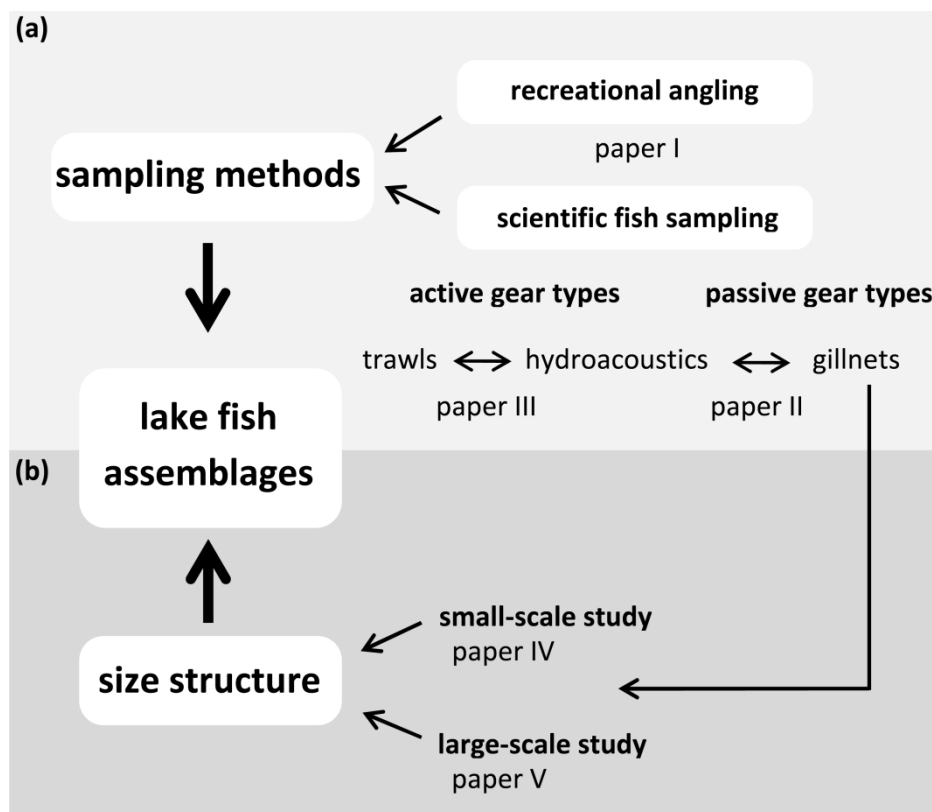 (a)
recreational angling
paper I
sampling methods
scientific fish sampling
active gear types
passive gear types
trawls
hydroacoustics
gillnets
paper III
paper II
lake fish
assemblages
(b)
small-scale study
paper IV
size structure
large-scale study
paper V